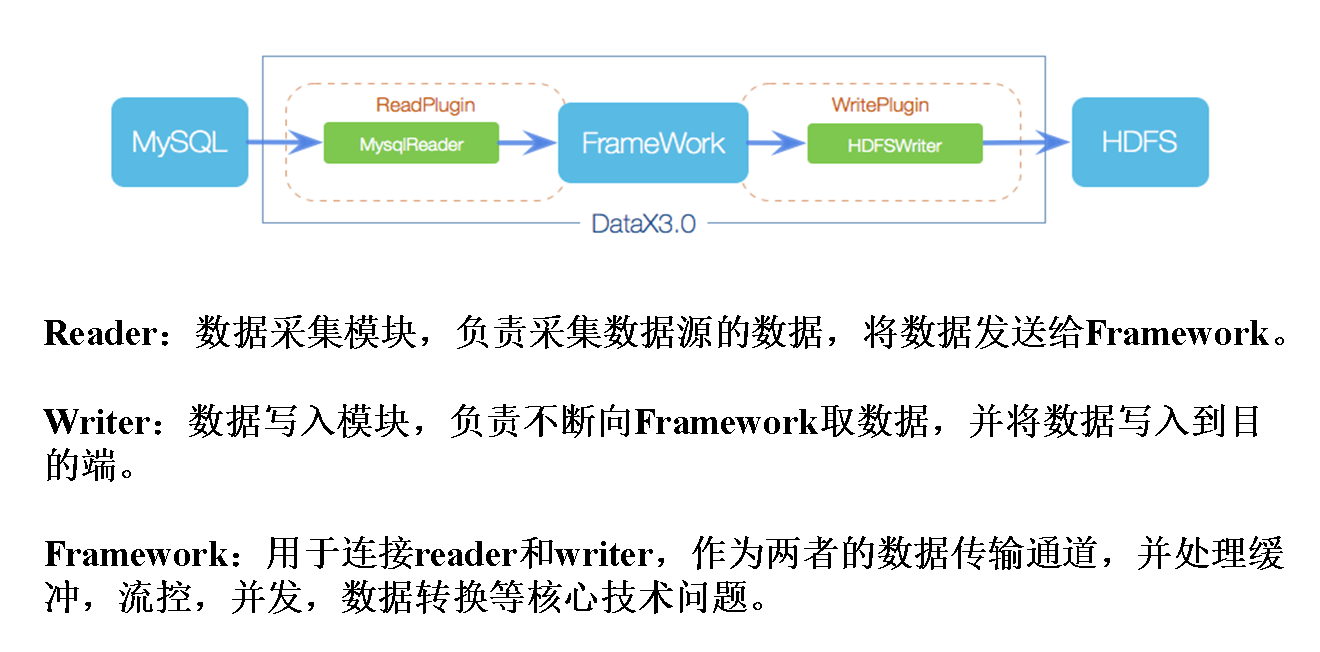 ReadPlugin
WritePlugin
MySQL
MysqlReader
FrameWork
HDFSWriter
HDFS
DataX3.0
Reader：数据采集模块，负责采集数据源的数据，将数据发送给Framework。
Writer：数据写入模块，负责不断向Framework取数据，并将数据写入到目
的端。
Framework：用于连接reader和writer，作为两者的数据传输通道，并处理缓
冲，流控，并发，数据转换等核心技术问题。